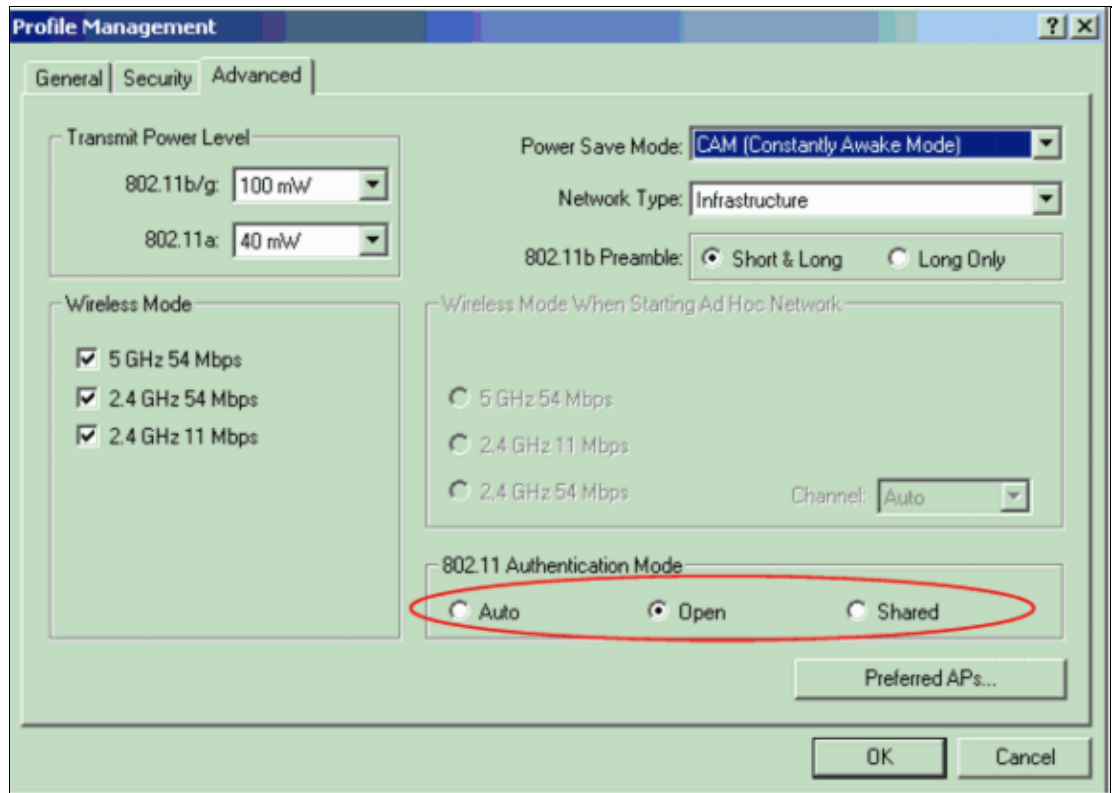 Profile Management
General Security Advanced
Transmit Power Level
802.11b/g: 100 mW
802.11a: 40 mW
Power Save Mode: CAM (Constantly Awake Mode)
Network Type: Infrastructure
802.11b Preamble: Short & Long Long Only
Wireless Mode
5 GHz 54 Mbps
2.4 GHz 54 Mbps
2.4 GHz 11 Mbps
Wireless Mode When Starting Ad Hoc Network
5 GHz 54 Mbps
2.4 GHz 11 Mbps
2.4 GHz 54 Mbps
Channel: Auto
802.11 Authentication Mode
Auto Open Shared
Preferred APs...
OK Cancel